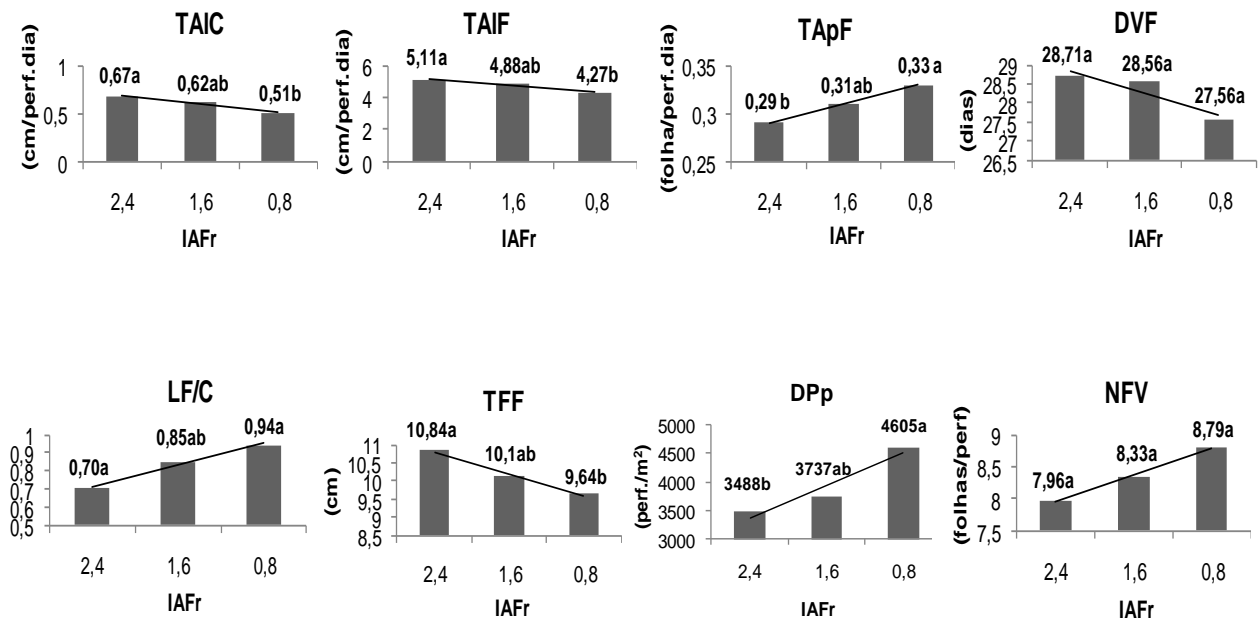 TAlC
(cm/perf.dia)
1
0,5
0
0,67a
0,62ab
0,51b
2,4
1,6
0,8
IAFr
TAlF
(cm/perf.dia)
6
4
2
0
5,11a
4,88ab
4,27b
2,4
1,6
0,8
IAFr
TApF
(folha/perf.dia)
0,35
0,3
0,25
0,29 b
0,31ab
0,33 a
2,4
1,6
0,8
IAFr
DVF
(dias)
29
28,5
28
27,5
27
26,5
28,71a
28,56a
27,56a
2,4
1,6
0,8
IAFr
LF/C
1
0,9
0,8
0,7
0,6
0,5
0,70a
0,85ab
0,94a
2,4
1,6
0,8
IAFr
TFF
(cm)
11
10,5
10
9,5
9
8,5
10,84a
10,1ab
9,64b
2,4
1,6
0,8
IAFr
DPp
(perf./m²)
5000
4500
4000
3500
3000
3488b
3737ab
4605a
2,4
1,6
0,8
IAFr
NFV
(folhas/perf)
9
8,5
8
7,5
7,96a
8,33a
8,79a
2,4
1,6
0,8
IAFr